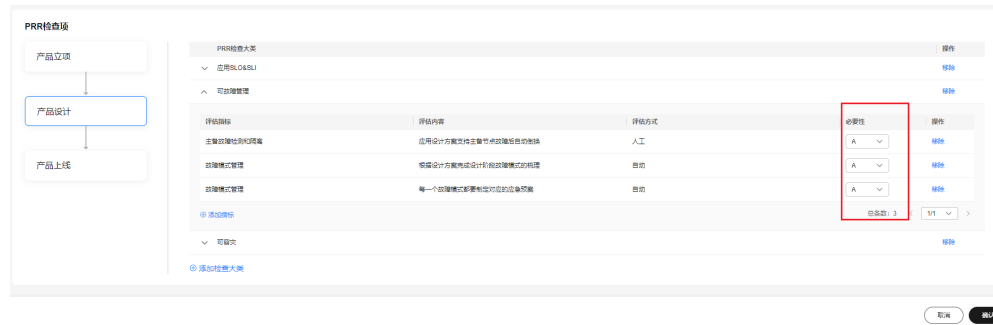 PRR检查项
产品立项
产品设计
产品上线
PRR检查大类 操作
应用SLO&SLI 移除
可故障管理 移除
评估指标 评估内容 评估方式 必要性 操作
主备故障检测和隔离 应用设计方案支持主备节点故障后自动倒换 人工 A 移除
故障模式管理 根据设计方案完成设计阶段故障模式的梳理 自动 A 移除
故障模式管理 每一个故障模式都要制定对应的应急预案 自动 A 移除
添加指标 总条数: 3 1/1
可容灾 移除
添加检查大类
取消 确认